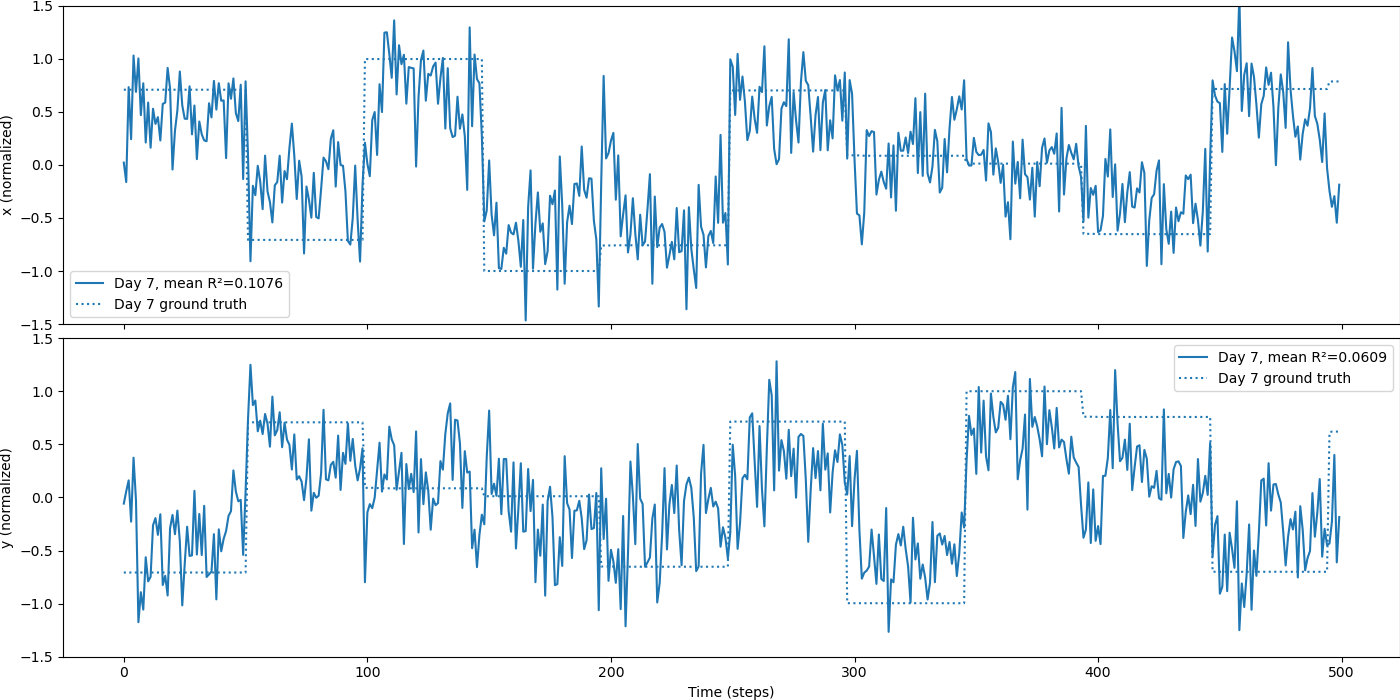 1.5
1.0
0.5
0.0
−0.5
−1.0
−1.5
x (normalized)
Day 7, mean R²=0.1076
Day 7 ground truth
1.5
1.0
0.5
0.0
−0.5
−1.0
−1.5
y (normalized)
Day 7, mean R²=0.0609
Day 7 ground truth
0 100 200 300 400 500
Time (steps)